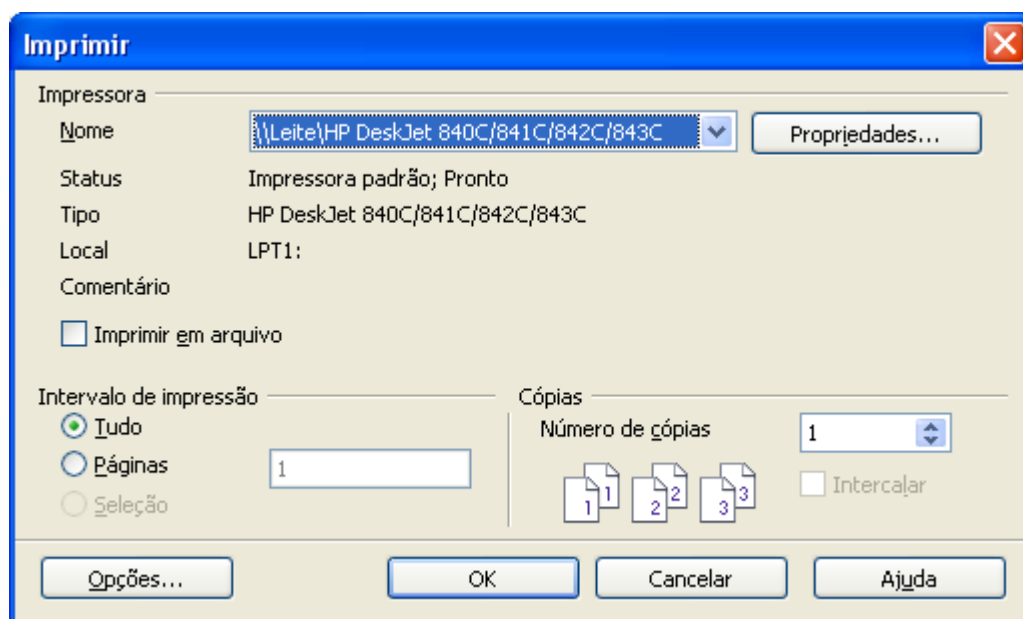 Imprimir
Impressora
Nome \\Leite\HP DeskJet 840C/841C/842C/843C Propriedades...
Status Impressora padrão; Pronto
Tipo HP DeskJet 840C/841C/842C/843C
Local LPT1:
Comentário
Imprimir em arquivo
Intervalo de impressão
Tudo
Páginas 1
Seleção
Cópias
Número de cópias 1
1 1 2 2 3 3
Intercalar
Opções... OK Cancelar Ajuda